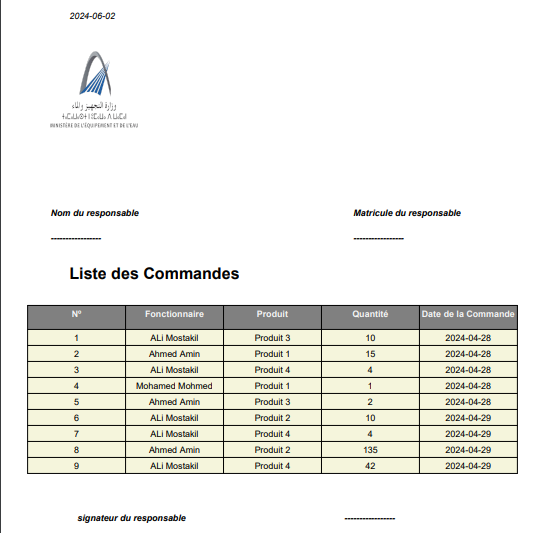 2024-06-02
وزارة التجهيز والماء
MINISTÈRE DE L'ÉQUIPEMENT ET DE L'EAU
Nom du responsable Matricule du responsable
----------------- -----------------
Liste des Commandes
N° Fonctionnaire Produit Quantité Date de la Commande
1 ALi Mostakil Produit 3 10 2024-04-28
2 Ahmed Amin Produit 1 15 2024-04-28
3 ALi Mostakil Produit 4 4 2024-04-28
4 Mohamed Mohmed Produit 1 1 2024-04-28
5 Ahmed Amin Produit 3 2 2024-04-28
6 ALi Mostakil Produit 2 10 2024-04-29
7 ALi Mostakil Produit 4 4 2024-04-29
8 Ahmed Amin Produit 2 135 2024-04-29
9 ALi Mostakil Produit 4 42 2024-04-29
signateur du responsable -----------------